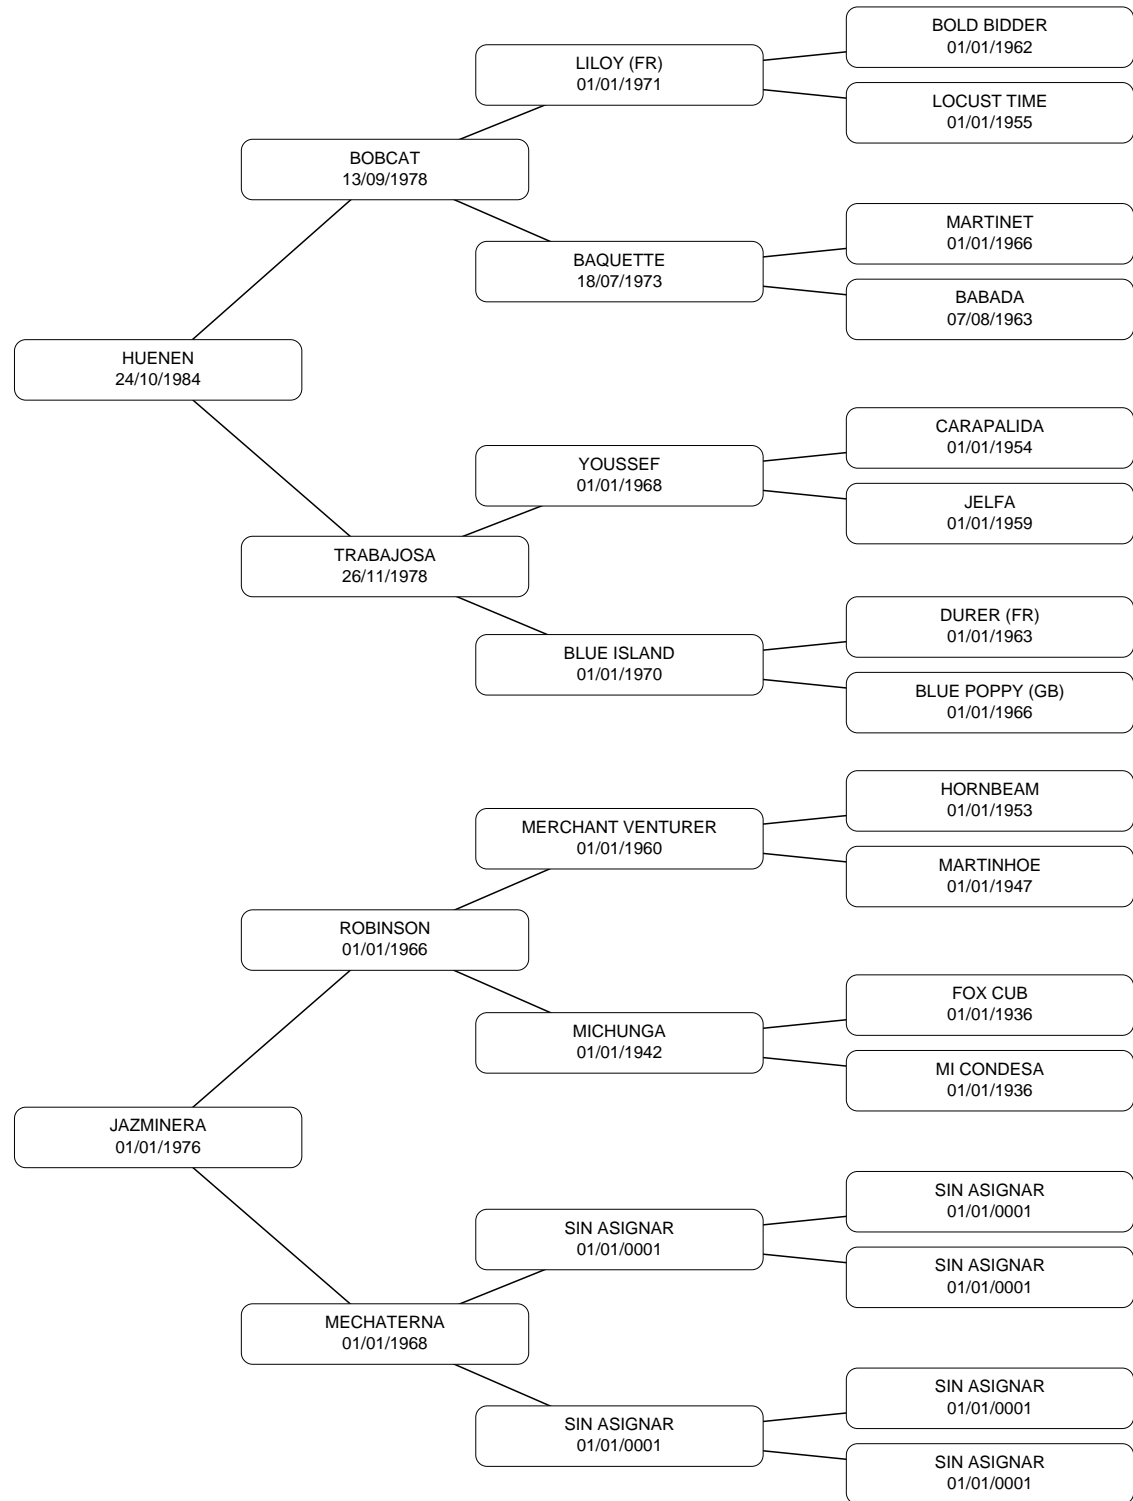 BOLD BIDDER
01/01/1962
LILOY (FR)
01/01/1971
LOCUST TIME
01/01/1955
BOBCAT
13/09/1978
MARTINET
01/01/1966
BAQUETTE
18/07/1973
BABADA
07/08/1963
HUENEN
24/10/1984
CARAPALIDA
01/01/1954
YOUSSEF
01/01/1968
JELFA
01/01/1959
TRABAJOSA
26/11/1978
DURER (FR)
01/01/1963
BLUE ISLAND
01/01/1970
BLUE POPPY (GB)
01/01/1966
HORNBEAM
01/01/1953
MERCHANT VENTURER
01/01/1960
MARTINHOE
01/01/1947
ROBINSON
01/01/1966
FOX CUB
01/01/1936
MICHUNGA
01/01/1942
MI CONDESA
01/01/1936
JAZMINERA
01/01/1976
SIN ASIGNAR
01/01/0001
SIN ASIGNAR
01/01/0001
SIN ASIGNAR
01/01/0001
MECHATERNA
01/01/1968
SIN ASIGNAR
01/01/0001
SIN ASIGNAR
01/01/0001
SIN ASIGNAR
01/01/0001